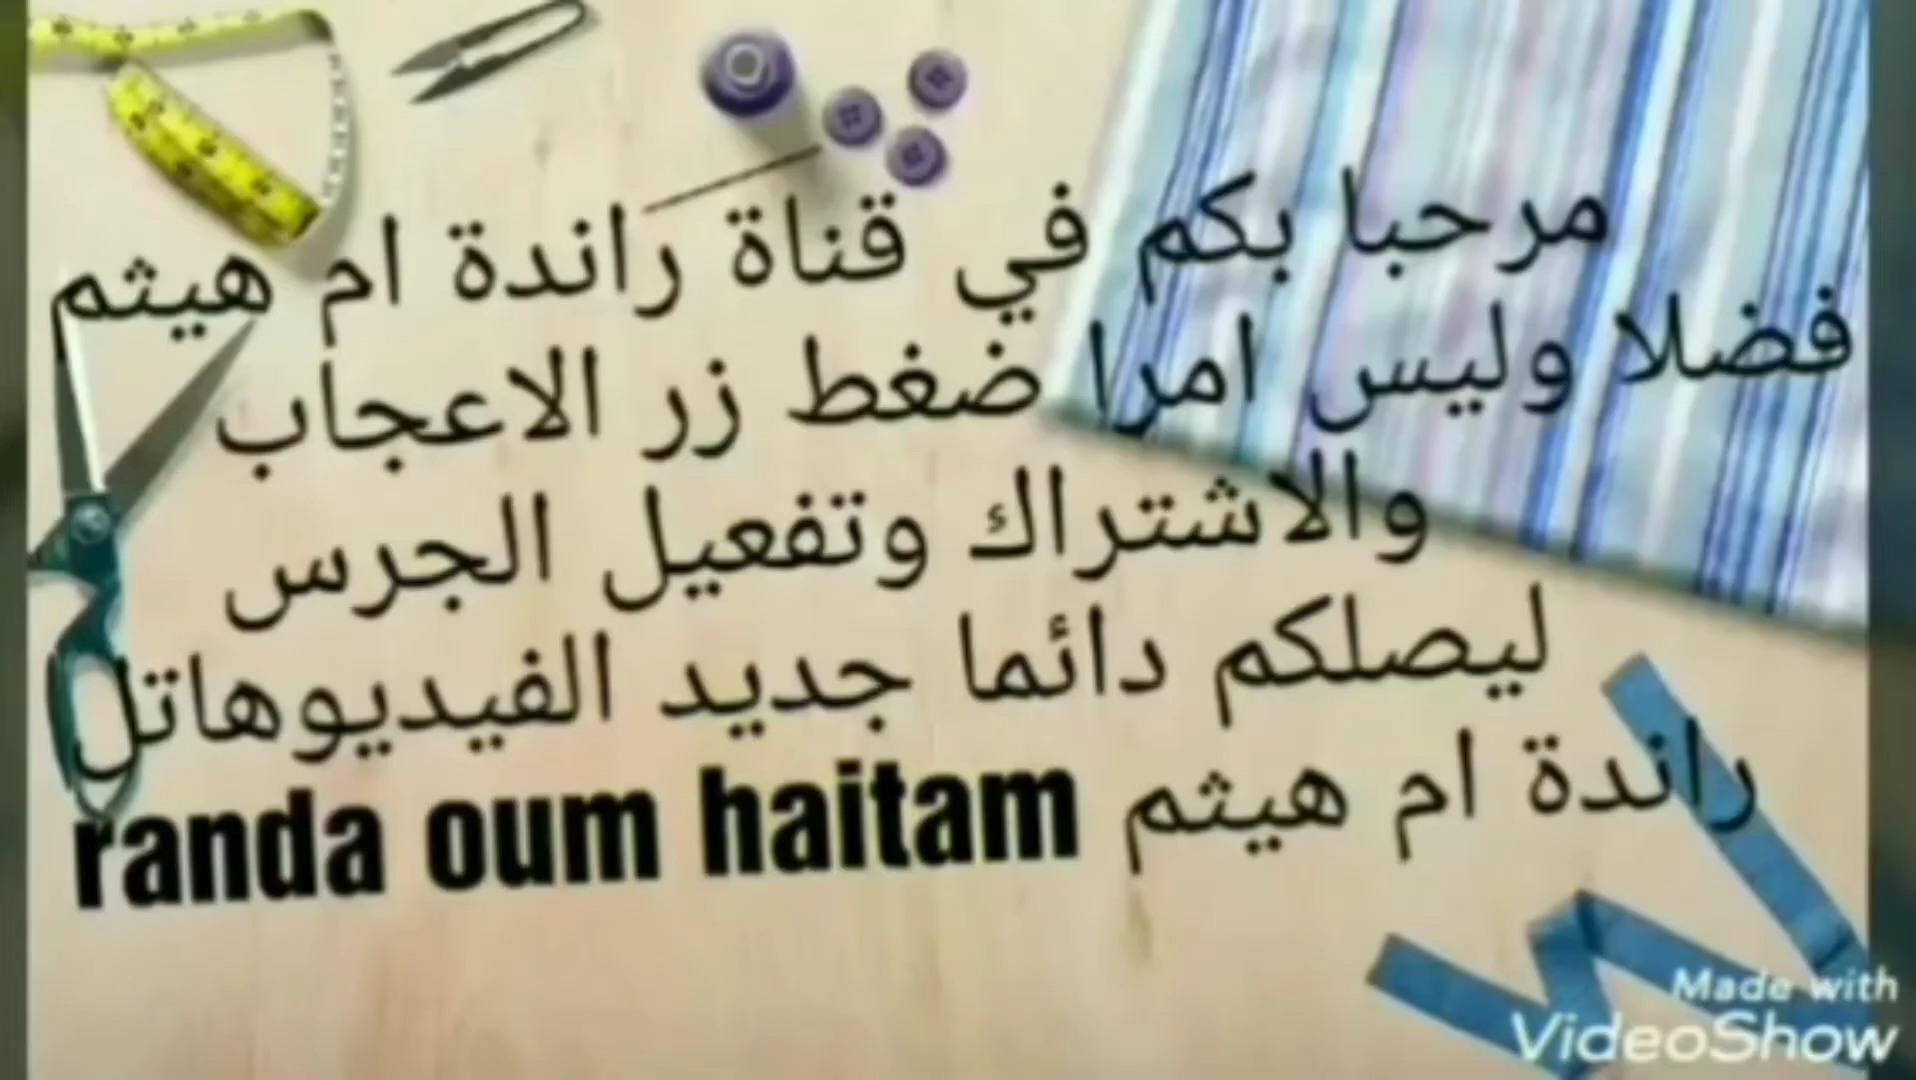 مرحبا بكم في قناة راندة ام هيثم
فضلا وليس امرا ضغط زر الاعجاب
والاشتراك وتفعيل الجرس
ليصلكم دائما جديد الفيديوهاتل
راندة ام هيثم randa oum haitam
Made with
VideoShow